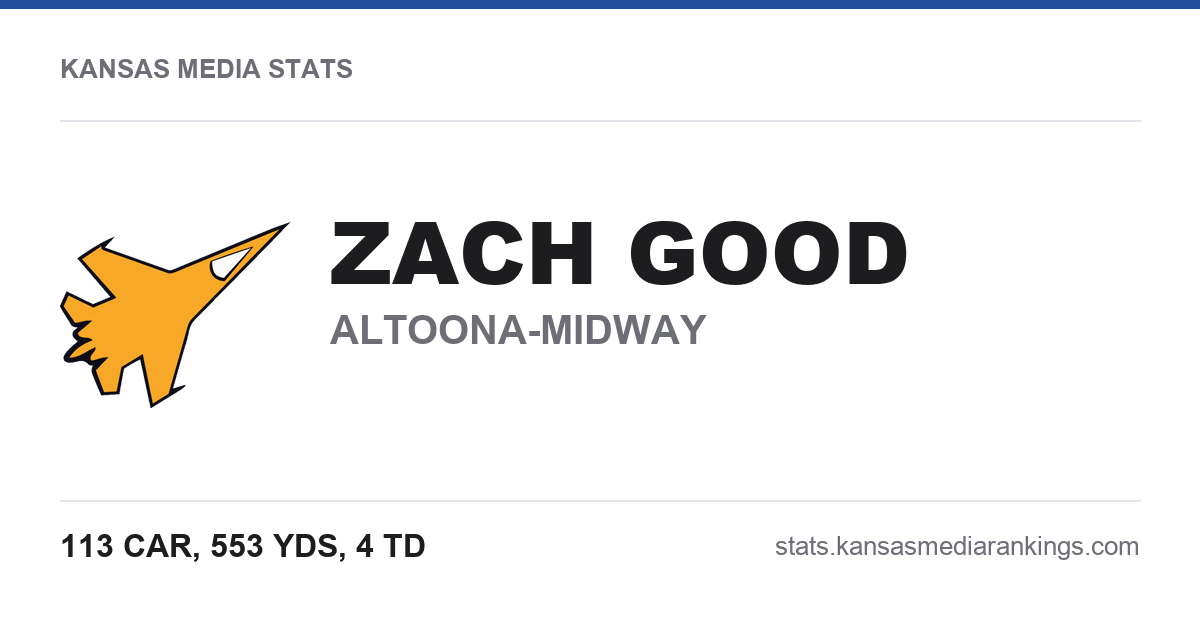 KANSAS MEDIA STATS
ZACH GOOD
ALTOONA-MIDWAY
113 CAR, 553 YDS, 4 TD
stats.kansasmediarankings.com